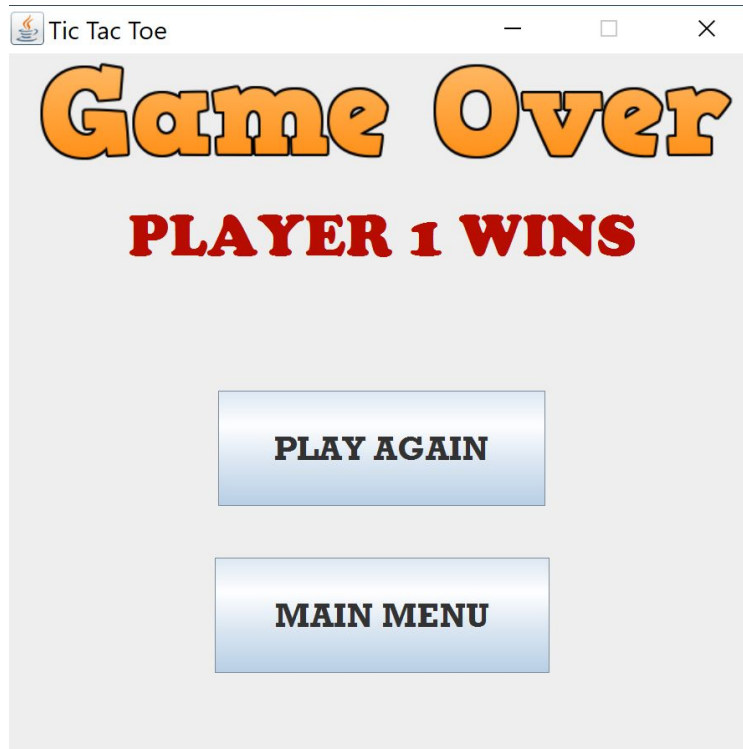 Tic Tac Toe
Game Over
PLAYER 1 WINS
PLAY AGAIN
MAIN MENU